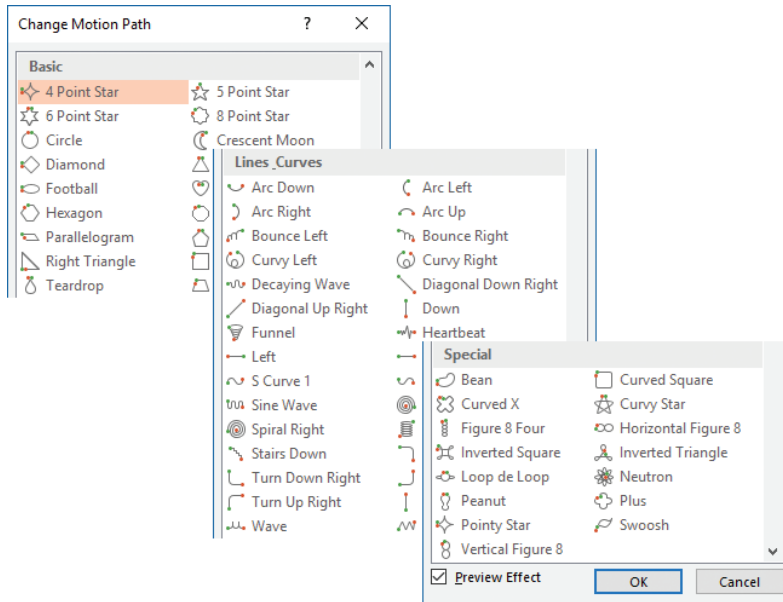 Change Motion Path ?
Basic
4 Point Star 5 Point Star
6 Point Star 8 Point Star
Circle Crescent Moon
Diamond
Football
Hexagon
Parallelogram
Right Triangle
Teardrop
Lines_Curves
Arc Down Arc Left
Arc Right Arc Up
Bounce Left Bounce Right
Curvy Left Curvy Right
Decaying Wave Diagonal Down Right
Diagonal Up Right Down
Funnel Heartbeat
Left
S Curve 1
Sine Wave
Spiral Right
Stairs Down
Turn Down Right
Turn Up Right
Wave
Special
Bean Curved Square
Curved X Curvy Star
Figure 8 Four Horizontal Figure 8
Inverted Square Inverted Triangle
Loop de Loop Neutron
Peanut Plus
Pointy Star Swoosh
Vertical Figure 8
Preview Effect OK Cancel